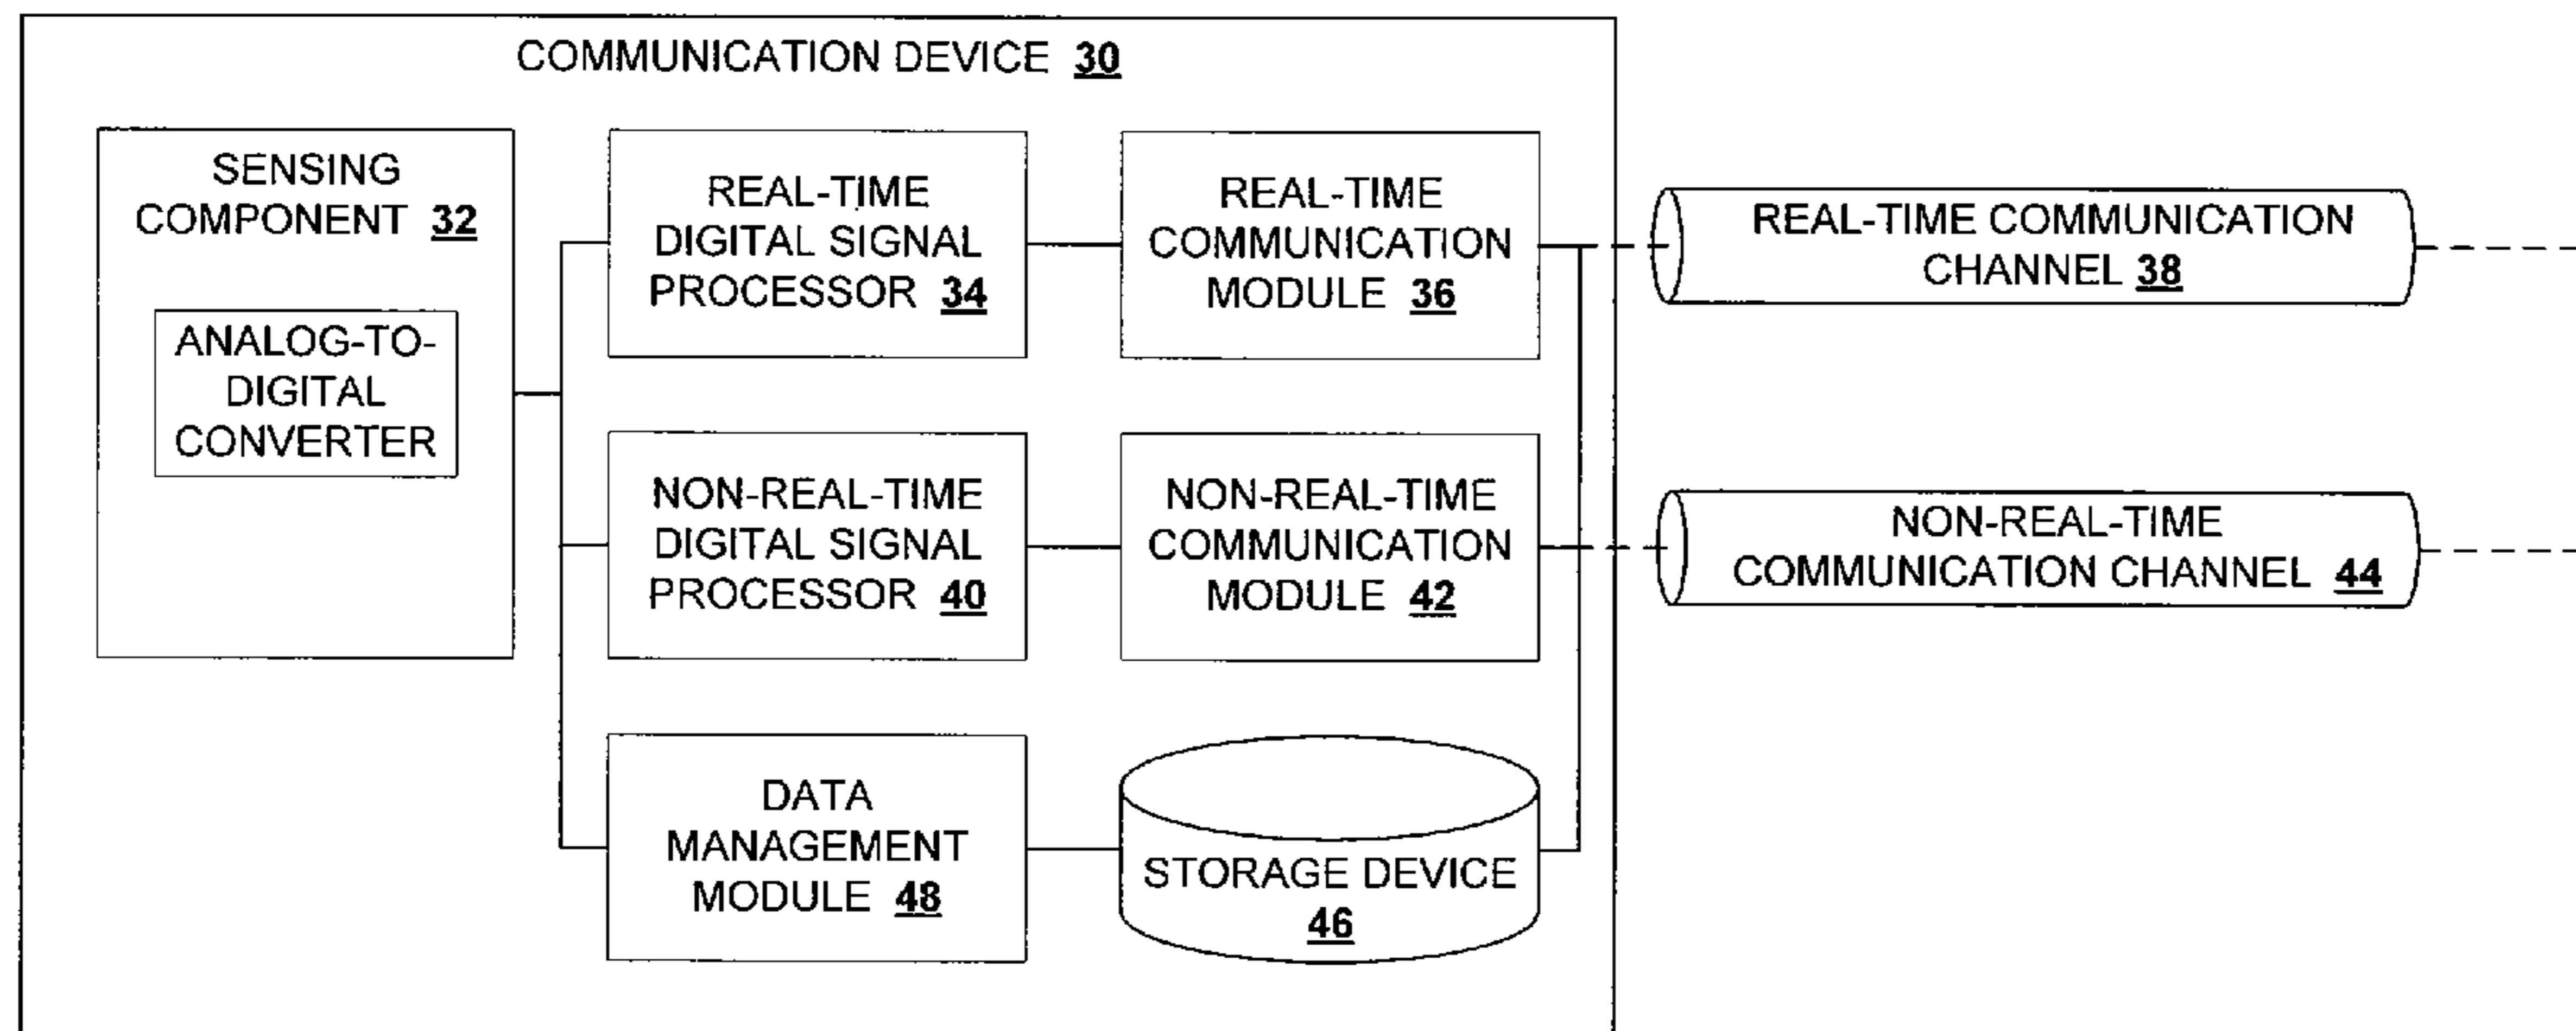 COMMUNICATION DEVICE 30
SENSING
COMPONENT 32
ANALOG-TO-
DIGITAL
CONVERTER
REAL-TIME
DIGITAL SIGNAL
PROCESSOR 34
REAL-TIME
COMMUNICATION
MODULE 36
REAL-TIME COMMUNICATION
CHANNEL 38
NON-REAL-TIME
DIGITAL SIGNAL
PROCESSOR 40
NON-REAL-TIME
COMMUNICATION
MODULE 42
NON-REAL-TIME
COMMUNICATION CHANNEL 44
DATA
MANAGEMENT
MODULE 48
STORAGE DEVICE
46